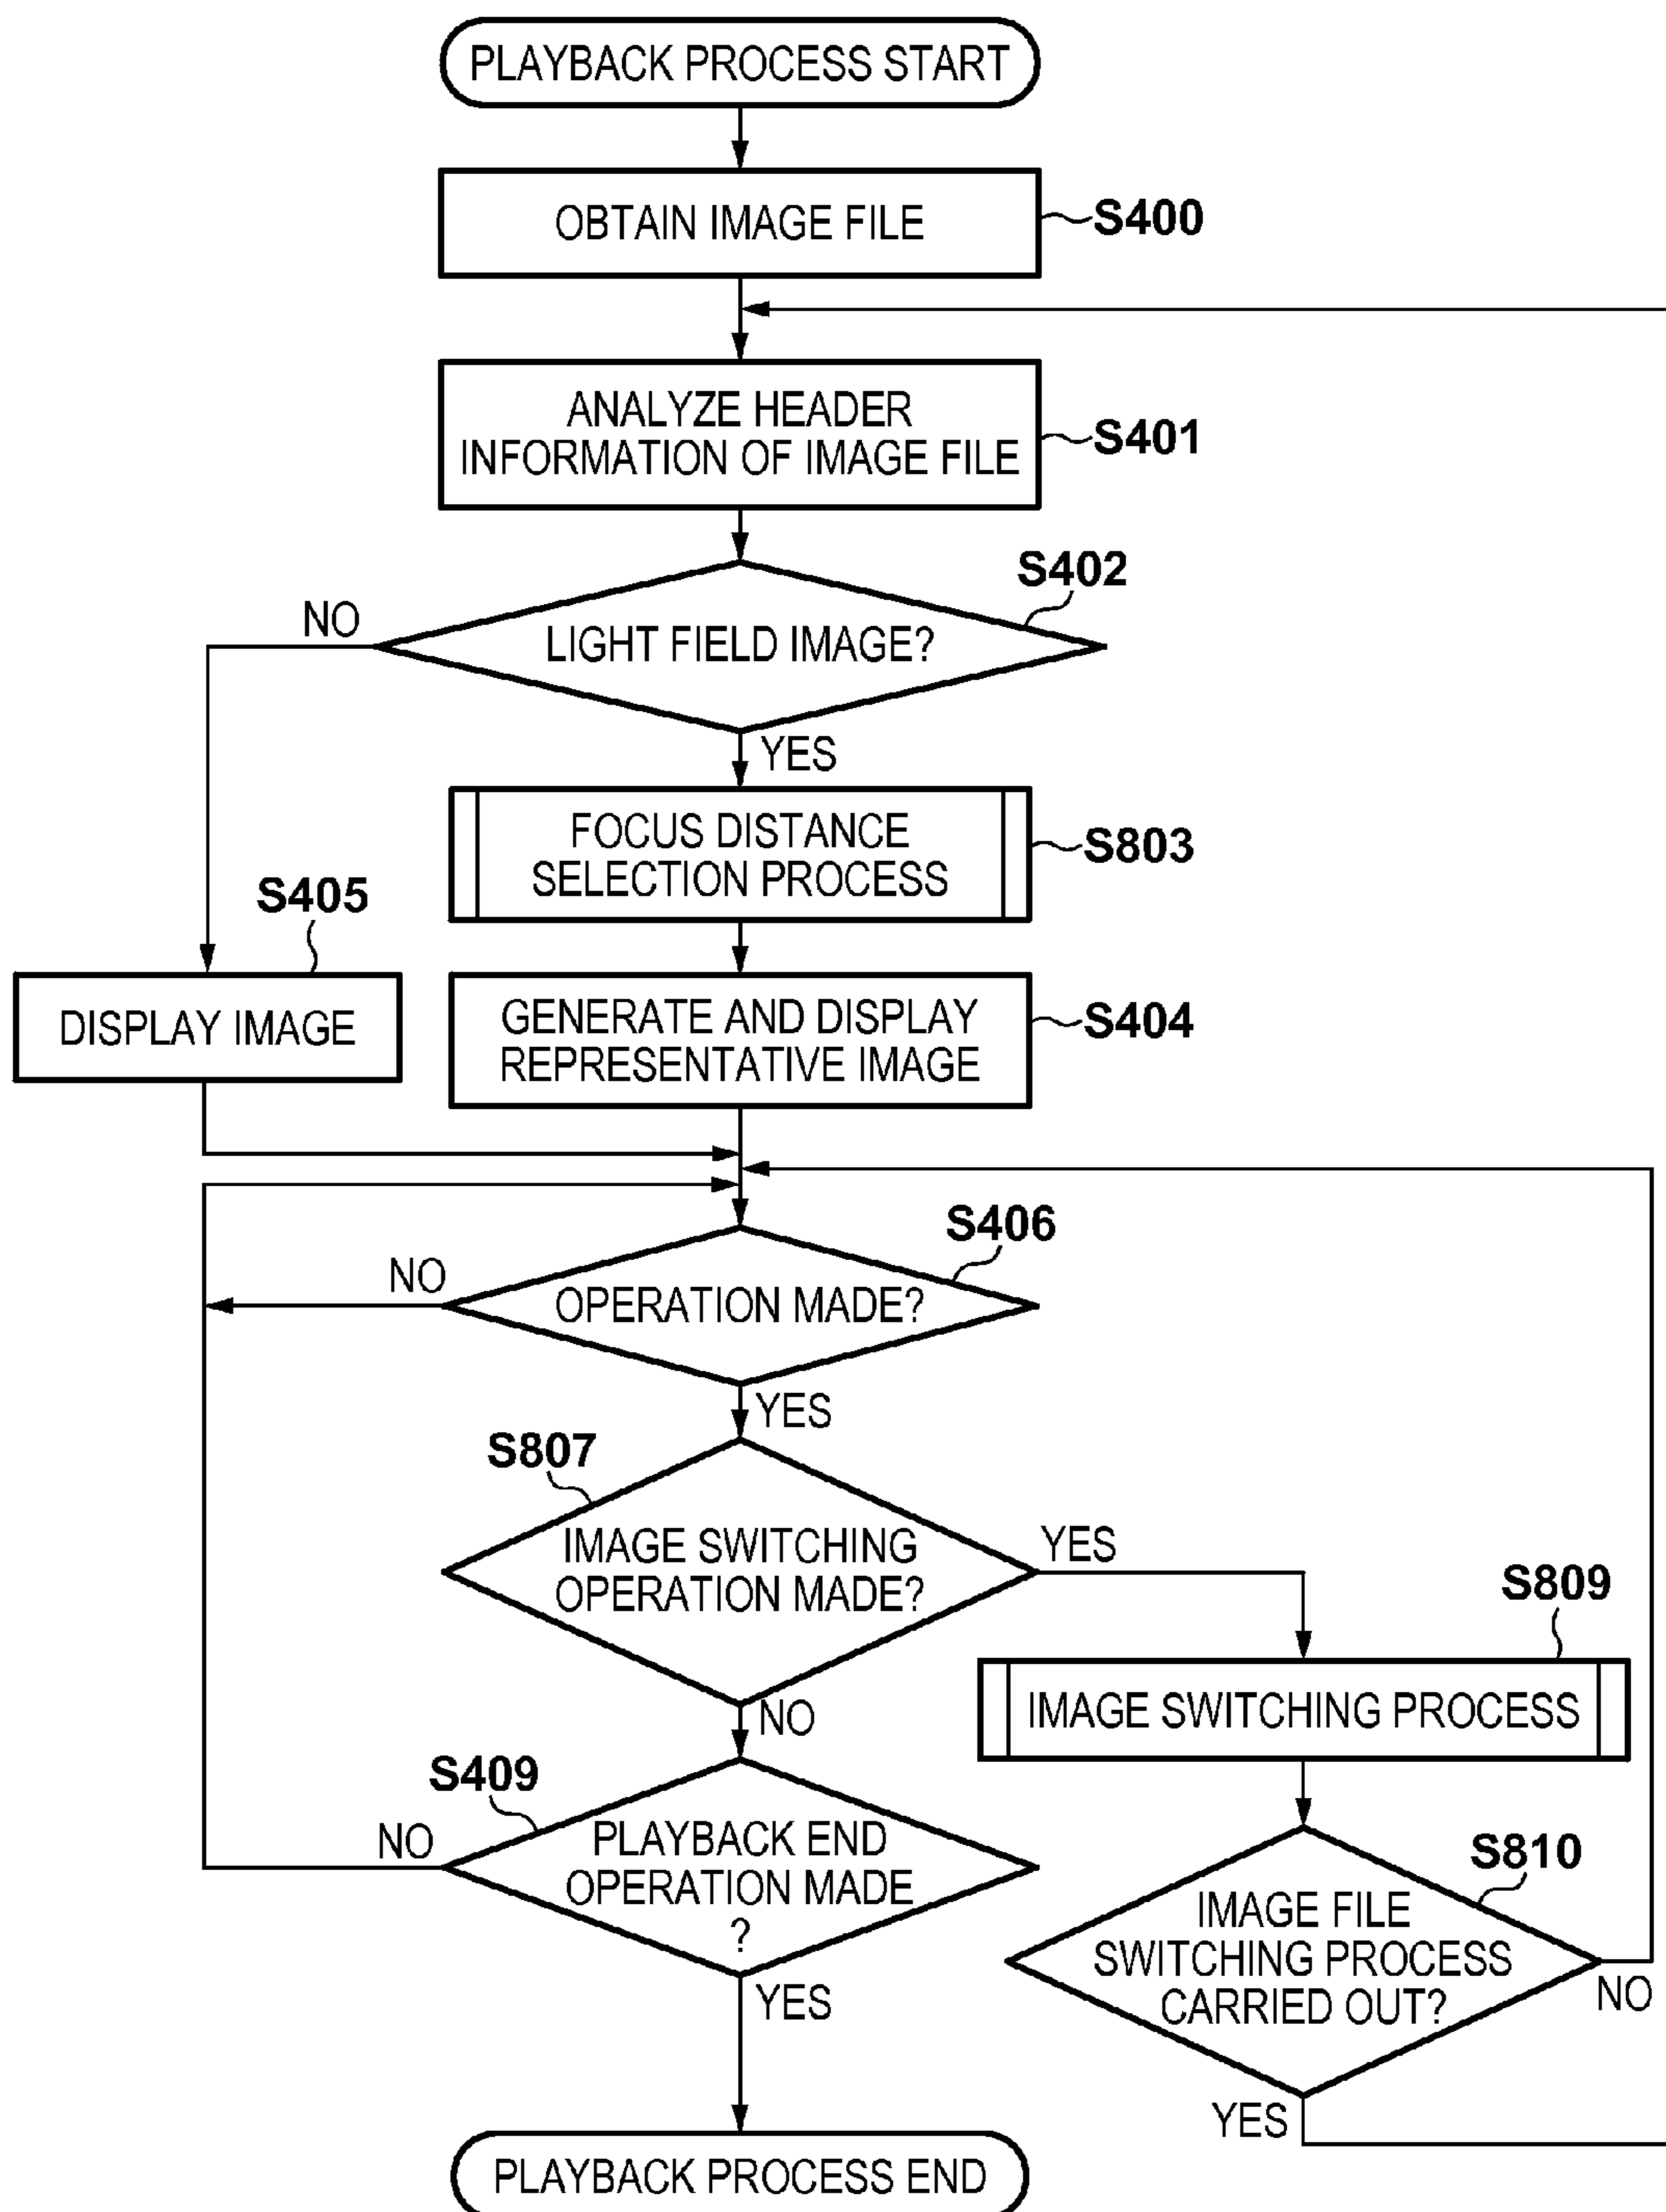 PLAYBACK PROCESS START
OBTAIN IMAGE FILE
S400
ANALYZE HEADER
INFORMATION OF IMAGE FILE
S401
S402
NO
LIGHT FIELD IMAGE?
YES
FOCUS DISTANCE
SELECTION PROCESS
S803
S405
DISPLAY IMAGE
GENERATE AND DISPLAY
REPRESENTATIVE IMAGE
S404
S406
NO
OPERATION MADE?
YES
S807
IMAGE SWITCHING
OPERATION MADE?
YES
NO
S809
IMAGE SWITCHING PROCESS
S409
NO
PLAYBACK END
OPERATION MADE
?
YES
S810
IMAGE FILE
SWITCHING PROCESS
CARRIED OUT?
NO
YES
PLAYBACK PROCESS END